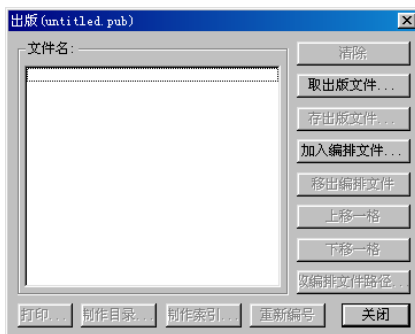 出版(untitled.pub)
文件名:
清除
取出版文件...
存出版文件...
加入编排文件...
移出编排文件
上移一格
下移一格
改编排文件路径...
打印...
制作目录...
制作索引...
重新编号
关闭